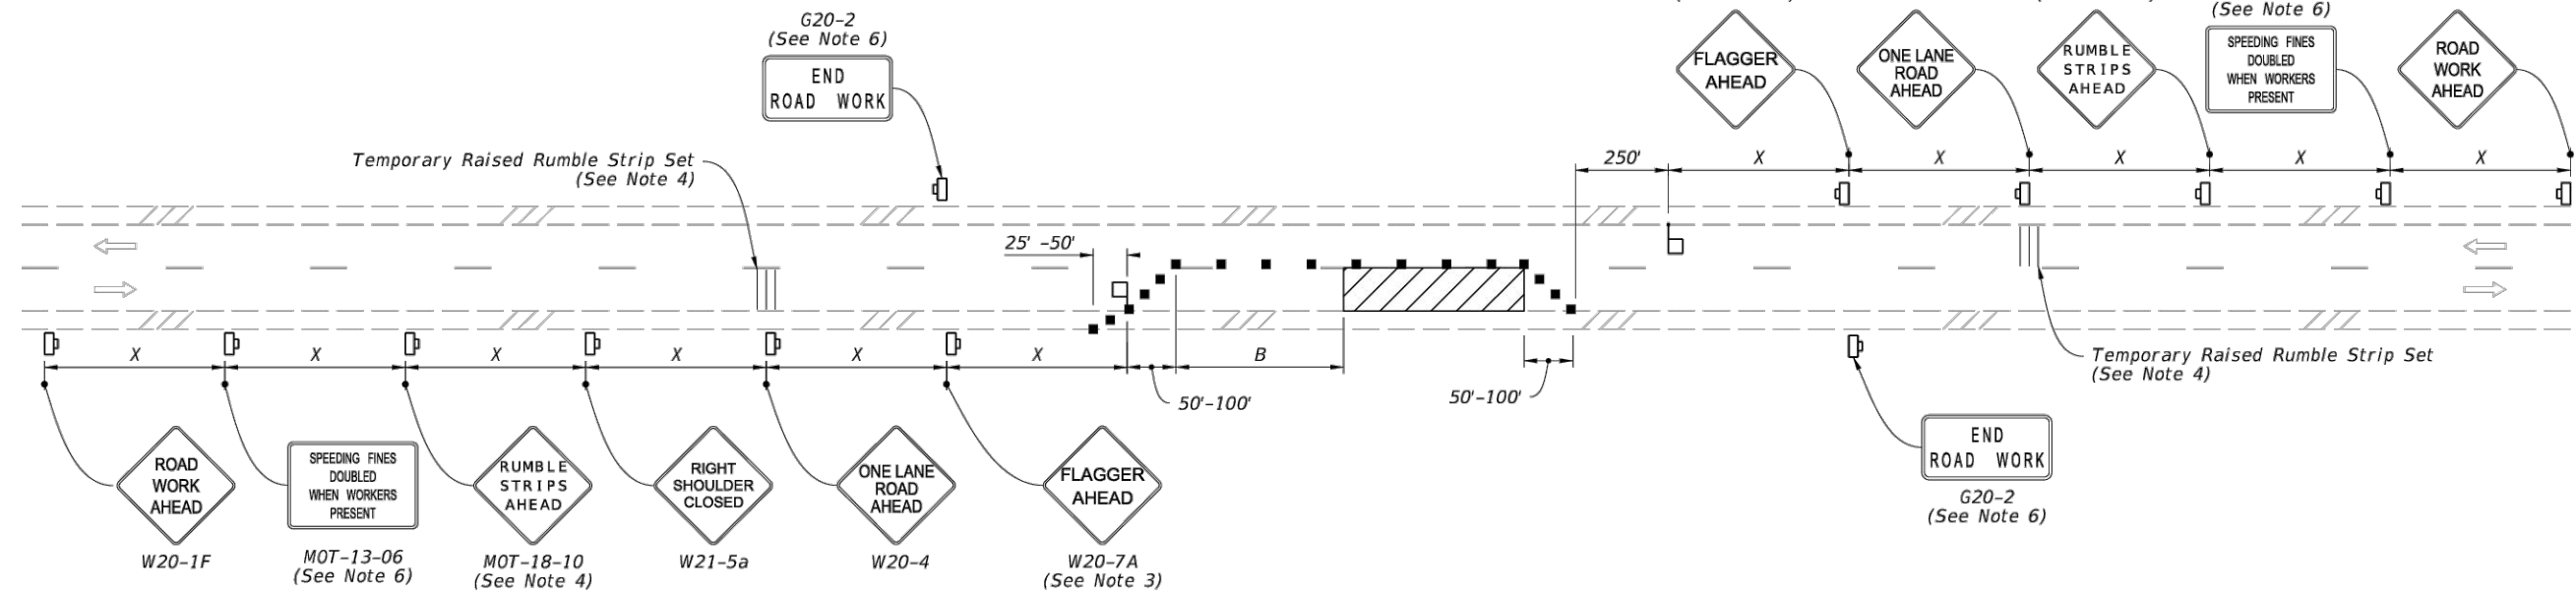 G20-2
(See Note 6)
END
ROAD WORK
Temporary Raised Rumble Strip Set
(See Note 4)
25' -50'
FLAGGER
AHEAD
ONE LANE
ROAD
AHEAD
RUMBLE
STRIPS
AHEAD
(See Note 6)
SPEEDING FINES
DOUBLED
WHEN WORKERS
PRESENT
ROAD
WORK
AHEAD
250'
X
X
X
X
X
X
X
X
X
X
X
B
50'-100'
50'-100'
Temporary Raised Rumble Strip Set
(See Note 4)
ROAD
WORK
AHEAD
W20-1F
SPEEDING FINES
DOUBLED
WHEN WORKERS
PRESENT
MOT-13-06
(See Note 6)
RUMBLE
STRIPS
AHEAD
MOT-18-10
(See Note 4)
RIGHT
SHOULDER
CLOSED
W21-5a
ONE LANE
ROAD
AHEAD
W20-4
FLAGGER
AHEAD
W20-7A
(See Note 3)
END
ROAD WORK
G20-2
(See Note 6)